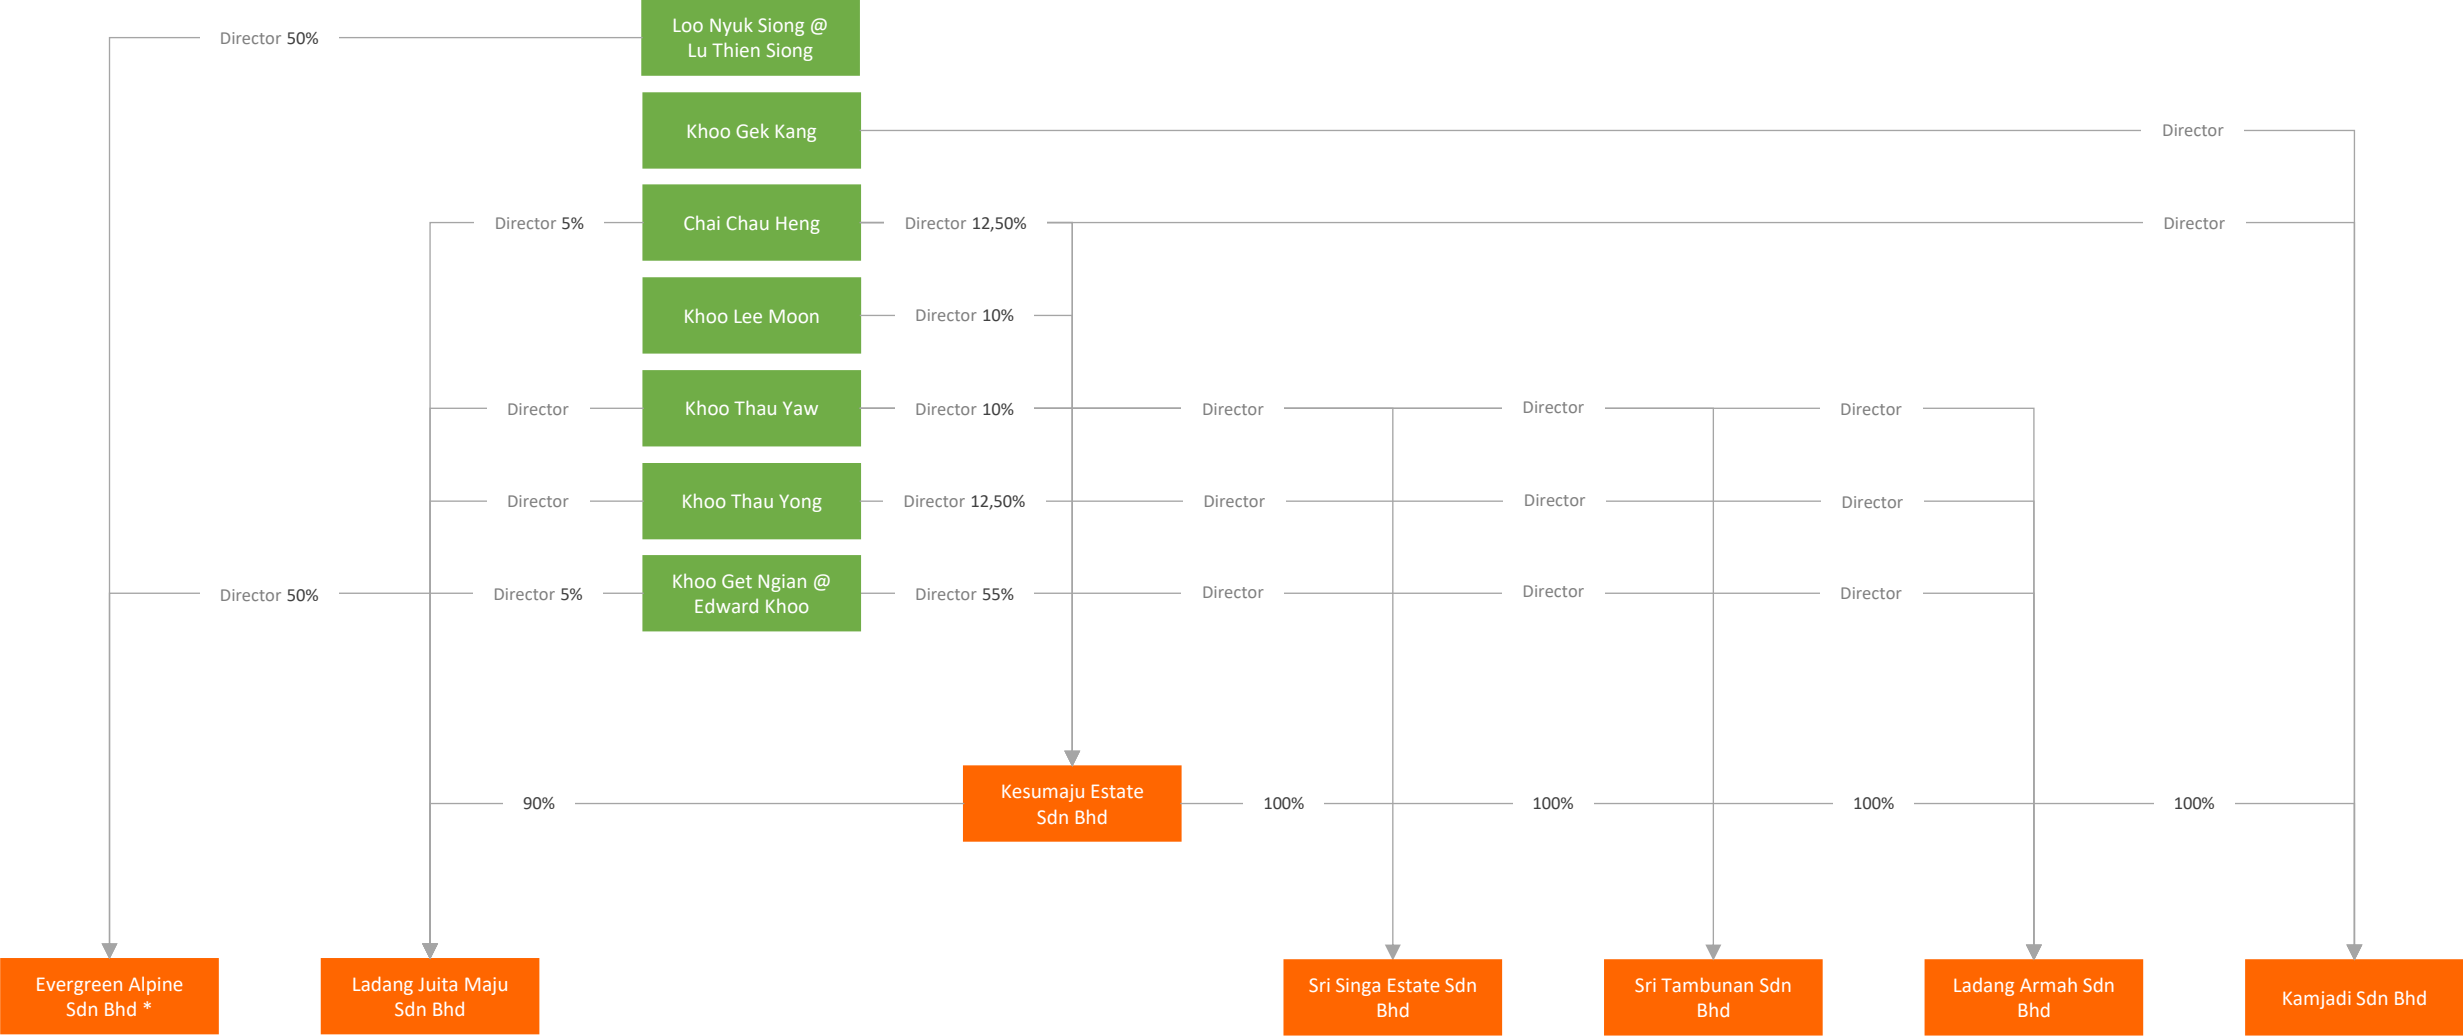 Loo Nyuk Siong @
Lu Thien Siong
Director 50%
Khoo Gek Kang
Director
Director 5%
Chai Chau Heng
Director 12,50%
Director
Khoo Lee Moon
Director 10%
Director
Khoo Thau Yaw
Director 10%
Director
Director
Director
Director
Khoo Thau Yong
Director 12,50%
Director
Director
Director
Director 50%
Director 5%
Khoo Get Ngian @
Edward Khoo
Director 55%
Director
Director
Director
90%
Kesumaju Estate
Sdn Bhd
100%
100%
100%
100%
Evergreen Alpine
Sdn Bhd *
Ladang Juita Maju
Sdn Bhd
Sri Singa Estate Sdn
Bhd
Sri Tambunan Sdn
Bhd
Ladang Armah Sdn
Bhd
Kamjadi Sdn Bhd